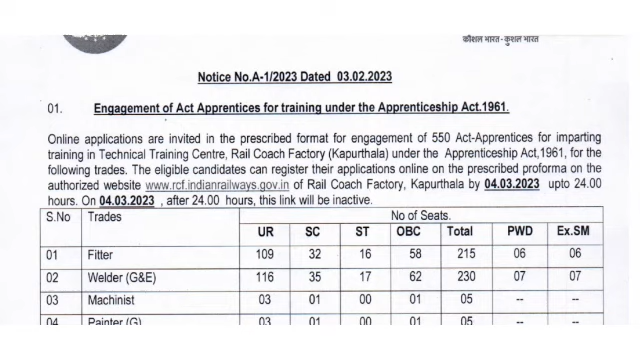 कौशल भारत - कुशल भारत
Notice No.A-1/2023 Dated 03.02.2023
01. Engagement of Act Apprentices for training under the Apprenticeship Act.1961.
Online applications are invited in the prescribed format for engagement of 550 Act-Apprentices for imparting
training in Technical Training Centre, Rail Coach Factory (Kapurthala) under the Apprenticeship Act,1961, for the
following trades. The eligible candidates can register their applications online on the prescribed proforma on the
authorized website www.rcf.indianrailways.gov.in of Rail Coach Factory, Kapurthala by 04.03.2023 upto 24.00
hours. On 04.03.2023 , after 24.00 hours, this link will be inactive.
S.No Trades No of Seats.
UR SC ST OBC Total PWD Ex.SM
01 Fitter 109 32 16 58 215 06 06
02 Welder (G&E) 116 35 17 62 230 07 07
03 Machinist 03 01 00 01 05 -- --
04 Painter (G) 03 01 00 01 05 -- --